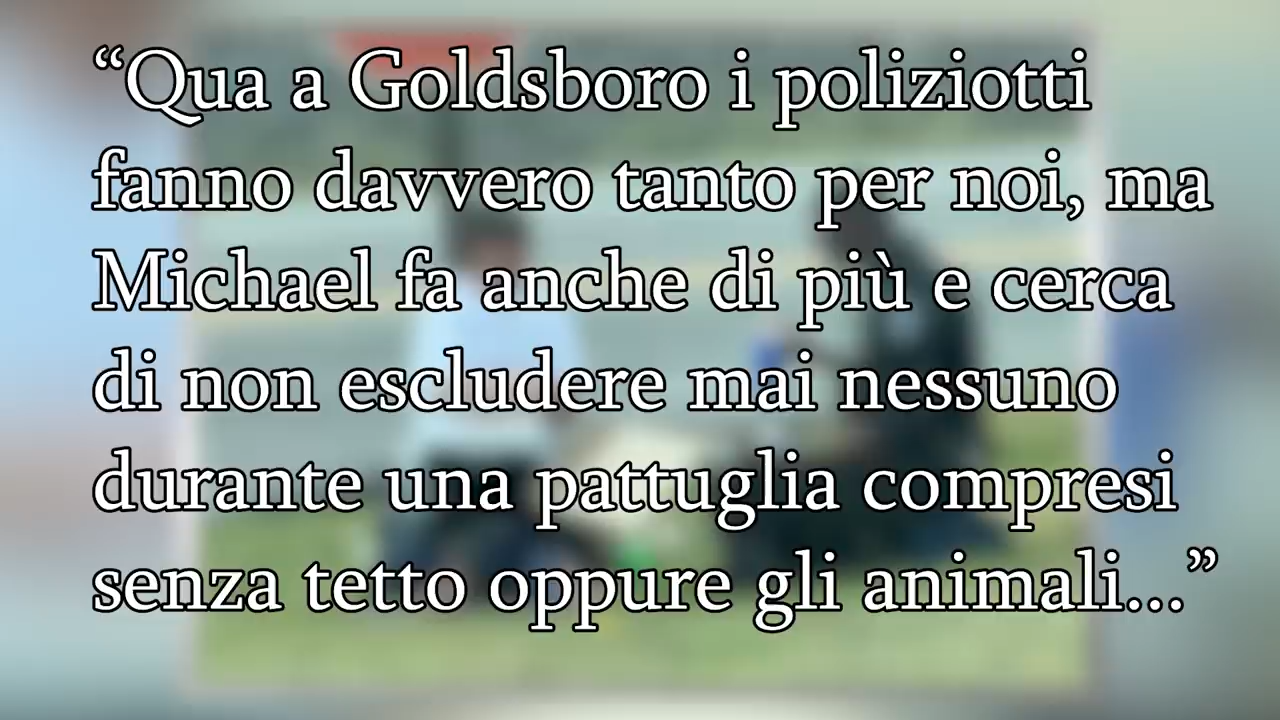 “Qua a Goldsboro i poliziotti
fanno davvero tanto per noi, ma
Michael fa anche di più e cerca
di non escludere mai nessuno
durante una pattuglia compresi
senza tetto oppure gli animali...”